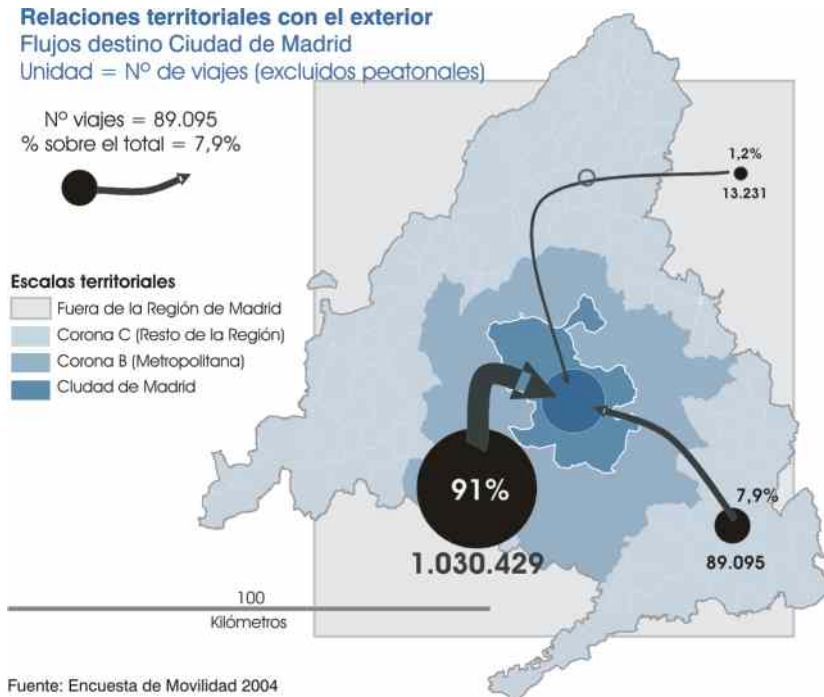 Relaciones territoriales con el exterior
Flujos destino Ciudad de Madrid
Unidad = Nº de viajes (excluidos peatonales)
Nº viajes = 89.095
% sobre el total = 7,9%
1,2%
13.231
Escalas territoriales
Fuera de la Región de Madrid
Corona C (Resto de la Región)
Corona B (Metropolitana)
Ciudad de Madrid
91%
1.030.429
7,9%
89.095
100
Kilómetros
Fuente: Encuesta de Movilidad 2004